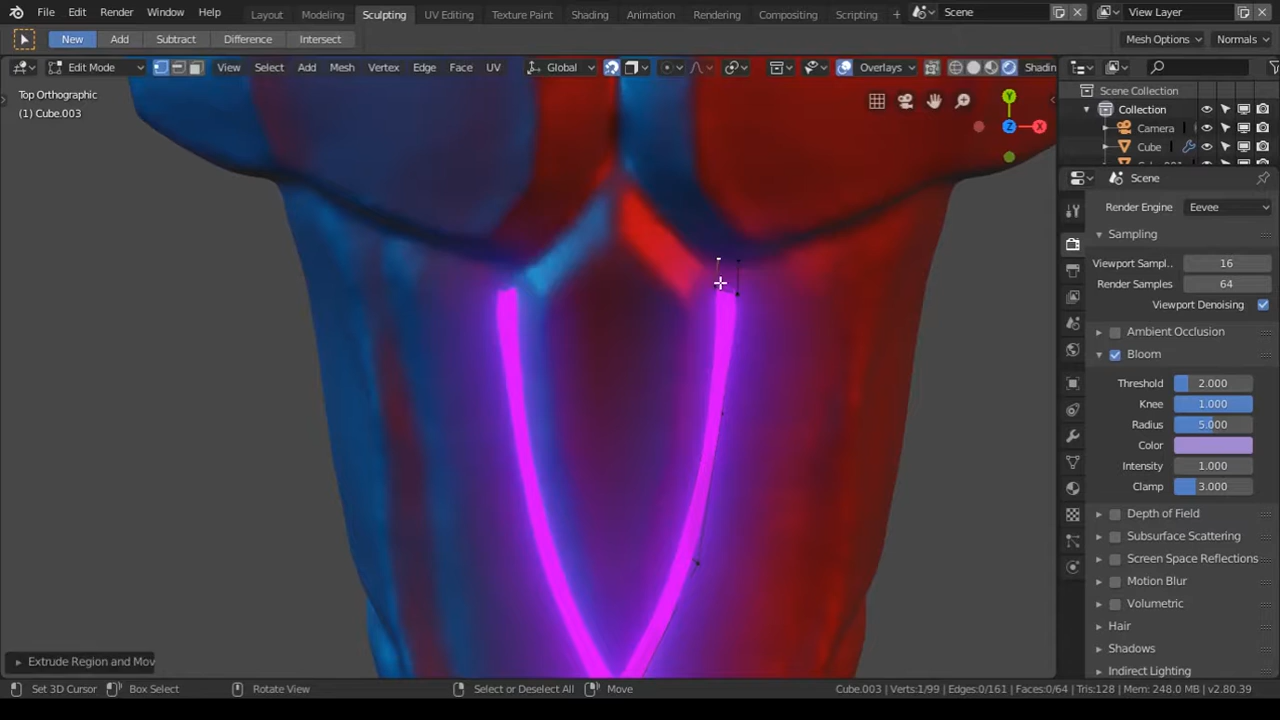 File Edit Render Window Help Layout Modeling Sculpting UV Editing Texture Paint Shading Animation Rendering Compositing Scripting + Scene View Layer
New Add Subtract Difference Intersect Mesh Options Normals
Edit Mode View Select Add Mesh Vertex Edge Face UV Global Overlays Shadin
Top Orthographic
(1) Cube.003
Y
Z X
Scene Collection
Collection
Camera
Cube
Scene
Render Engine Eevee
Sampling
Viewport Sampl.. 16
Render Samples 64
Viewport Denoising
Ambient Occlusion
Bloom
Threshold 2.000
Knee 1.000
Radius 5.000
Color
Intensity 1.000
Clamp 3.000
Depth of Field
Subsurface Scattering
Screen Space Reflections
Motion Blur
Volumetric
Hair
Shadows
Indirect Lighting
Extrude Region and Mov
Set 3D Cursor Box Select Rotate View Select or Deselect All Move Cube.003 | Verts:1/99 | Edges:0/161 | Faces:0/64 | Tris:128 | Mem: 248.0 MB | v2.80.39